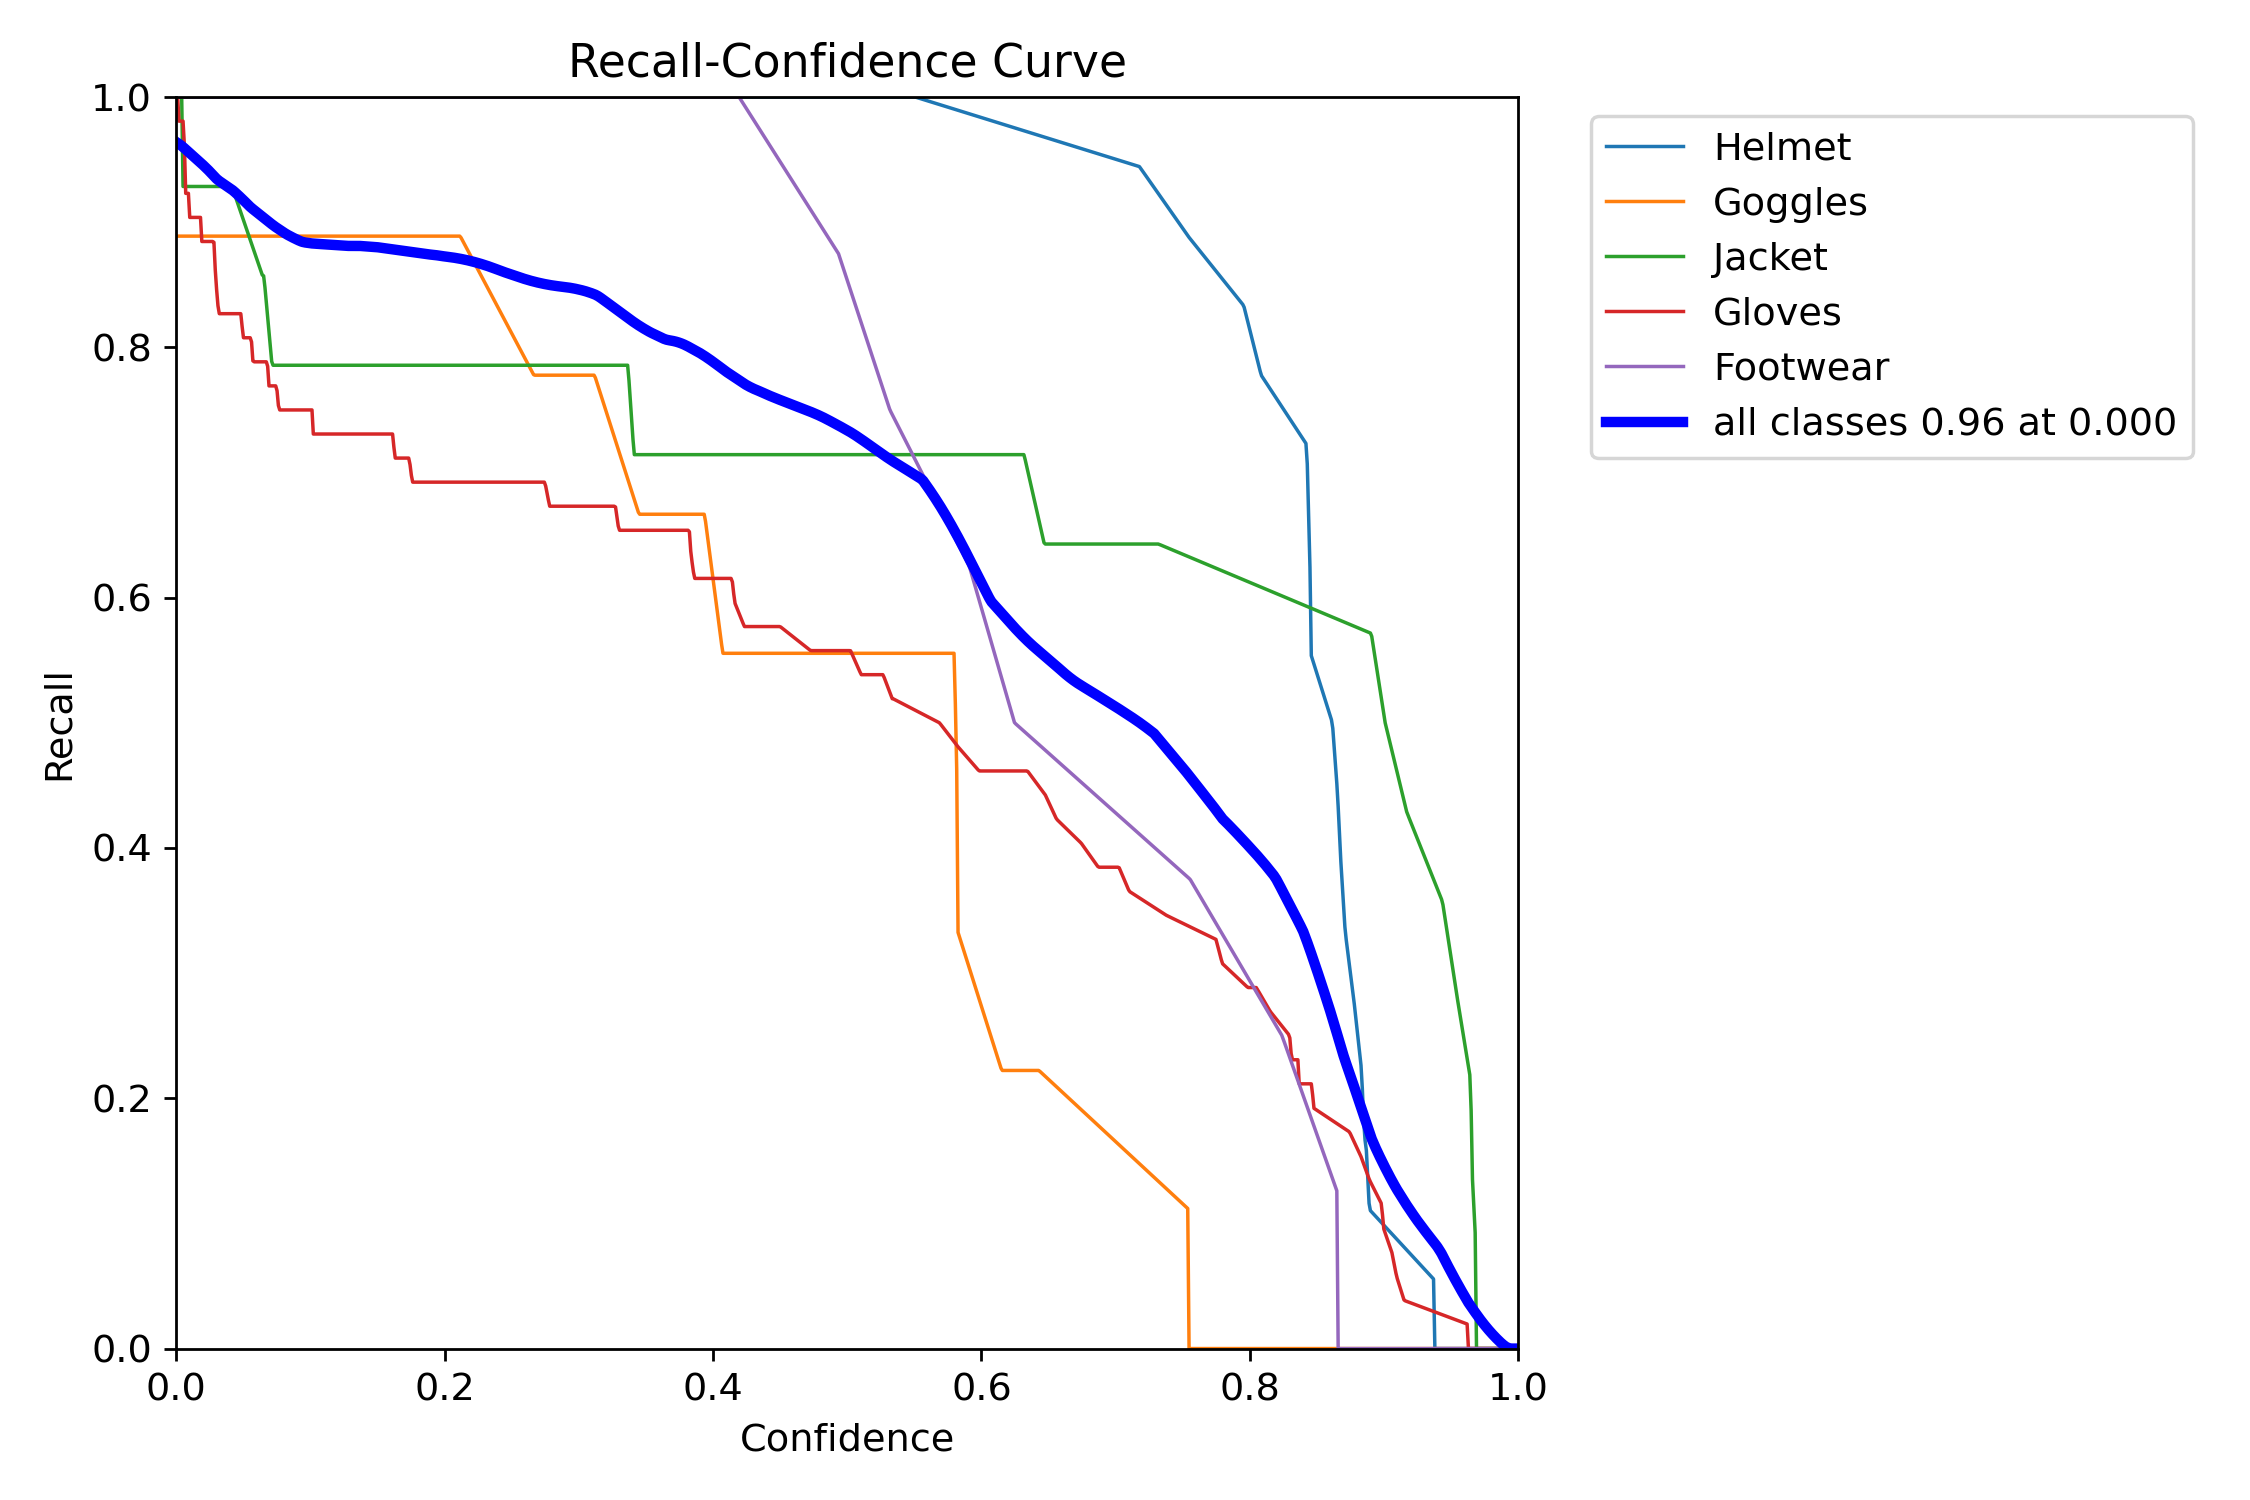 Recall-Confidence Curve
1.0
0.8
0.6
0.4
0.2
0.0
Recall
0.0 0.2 0.4 0.6 0.8 1.0
Confidence
Helmet
Goggles
Jacket
Gloves
Footwear
all classes 0.96 at 0.000